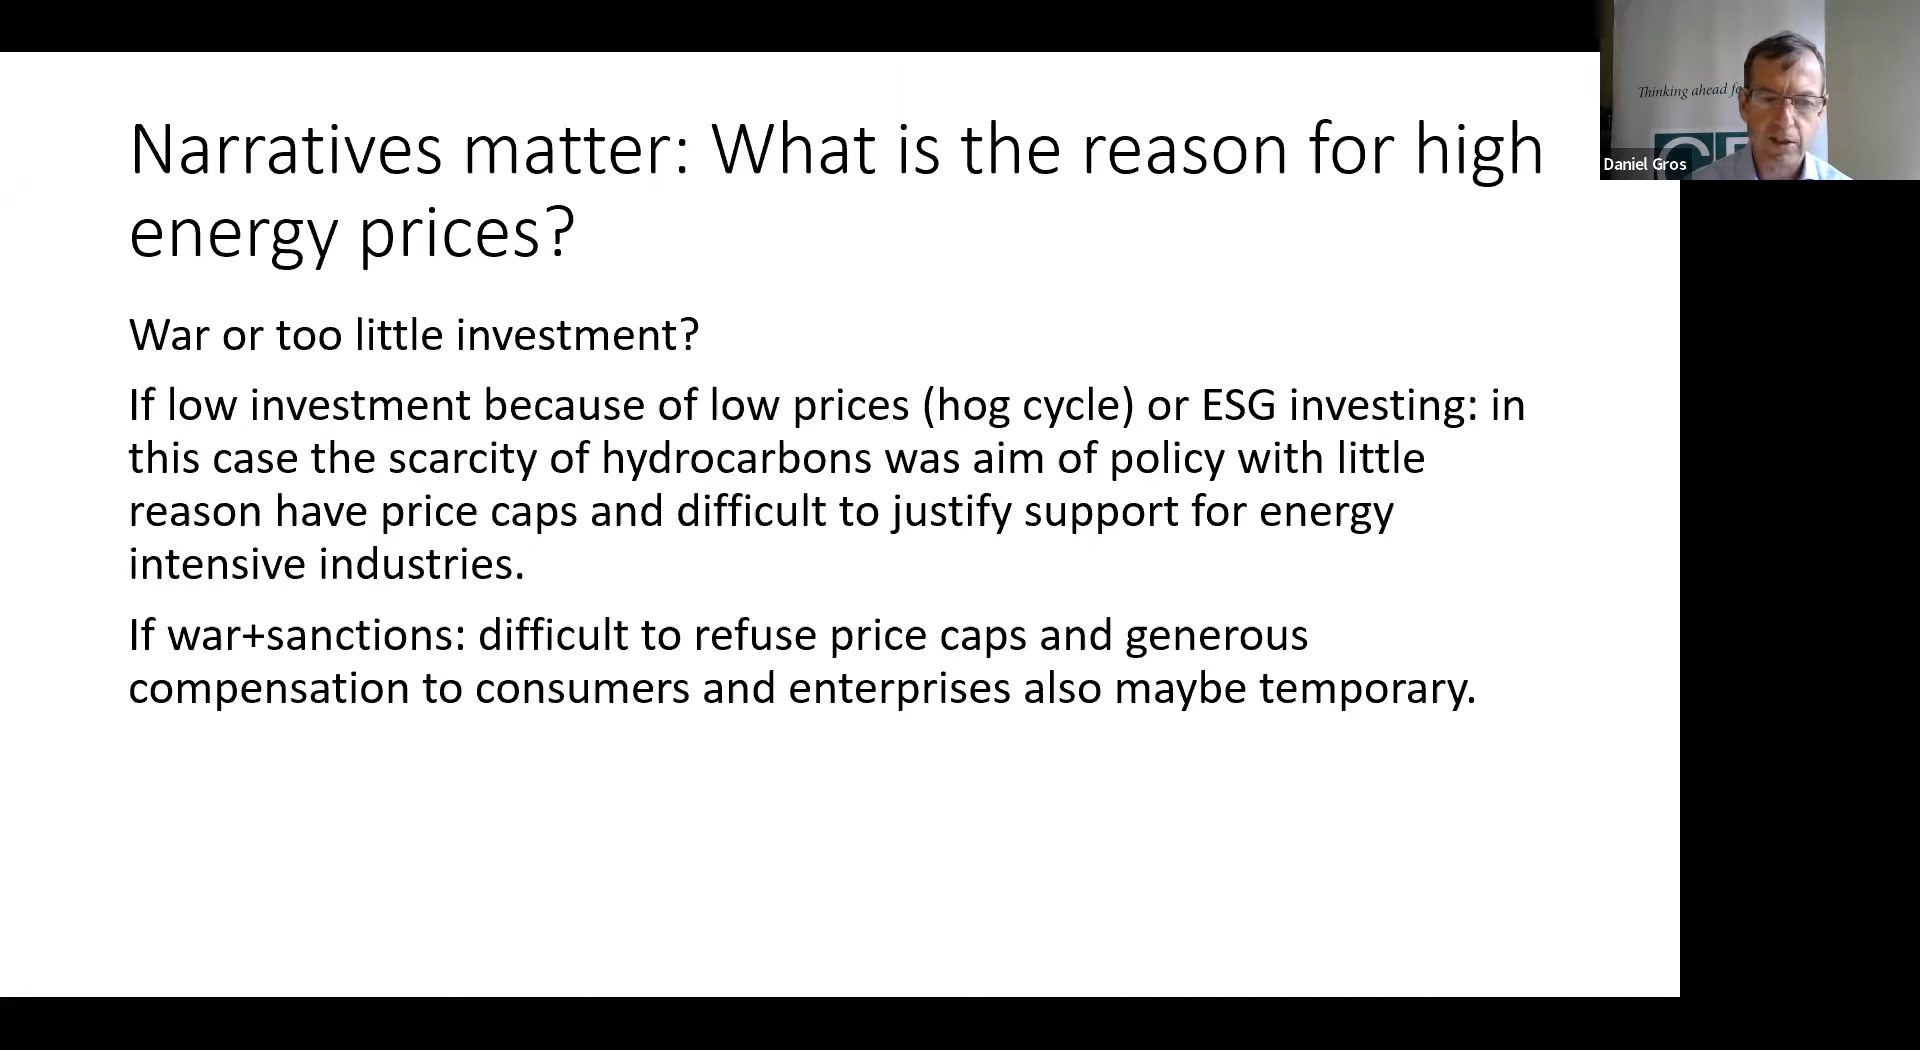 Narratives matter: What is the reason for high
energy prices?
War or too little investment?
If low investment because of low prices (hog cycle) or ESG investing: in
this case the scarcity of hydrocarbons was aim of policy with little
reason have price caps and difficult to justify support for energy
intensive industries.
If war+sanctions: difficult to refuse price caps and generous
compensation to consumers and enterprises also maybe temporary.
Thinking ahead
Daniel Gros